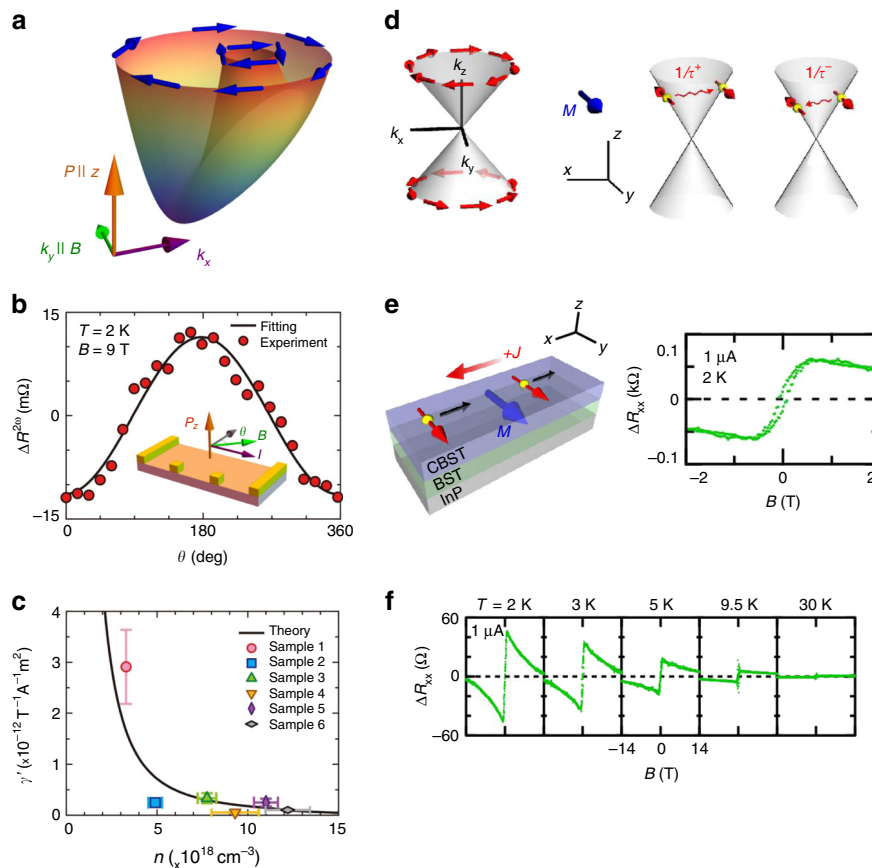 a
P || z
k_y || B
k_x
b
15
0
−15
ΔR^2ω (mΩ)
T = 2 K
B = 9 T
Fitting
Experiment
P_z
θ
B
I
0
180
360
θ (deg)
c
4
3
2
1
0
γ′ (×10^−12 T^−1A^−1m^2)
Theory
Sample 1
Sample 2
Sample 3
Sample 4
Sample 5
Sample 6
0
5
10
15
n (×10^18 cm^−3)
d
k_z
k_x
k_y
M
z
x
y
1/τ^+
1/τ^−
e
z
x
y
+J
M
CBST
BST
InP
0.1
0
−0.1
ΔR_xx (kΩ)
1 μA
2 K
−2
0
2
B (T)
f
T = 2 K
3 K
5 K
9.5 K
30 K
60
0
−60
ΔR_xx (Ω)
1 μA
−14
0
14
B (T)